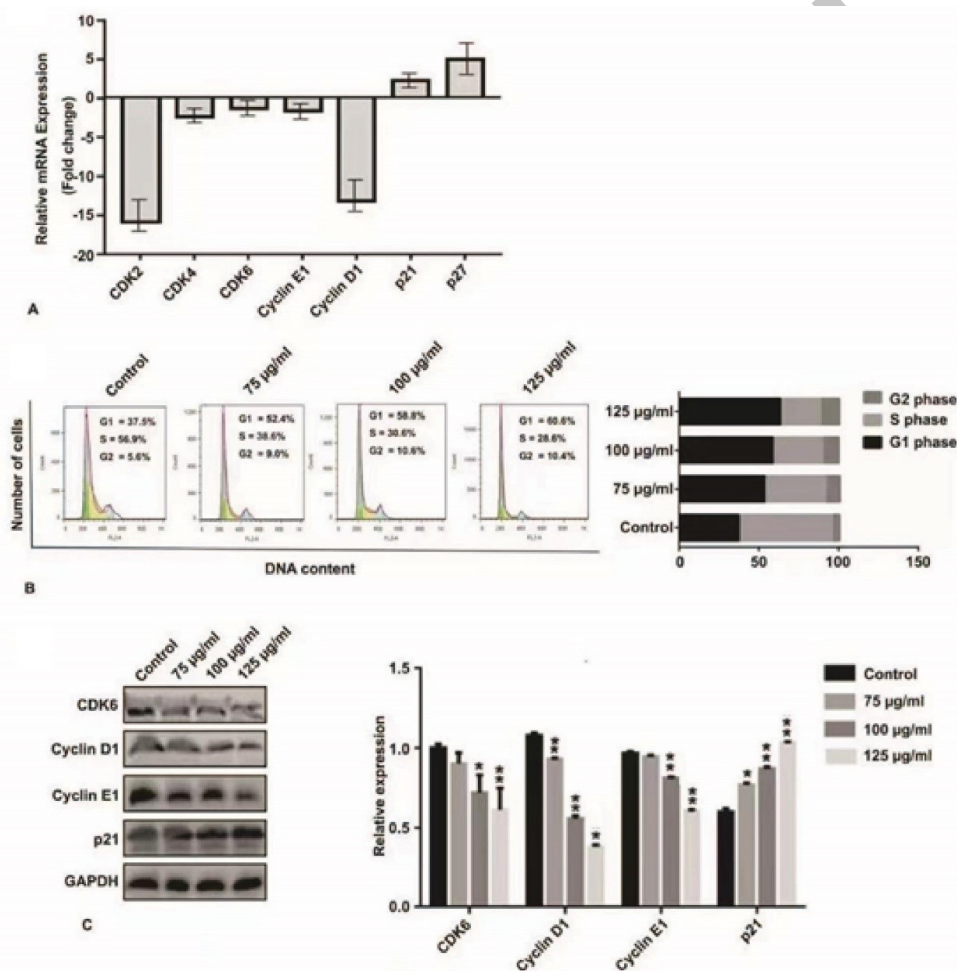 10
5
0
-5
-10
-15
-20
Relative mRNA Expression
(Fold change)
CDK2
CDK4
CDK6
Cyclin E1
Cyclin D1
p21
p27
A
Control
75 µg/ml
100 µg/ml
125 µg/ml
Number of cells
G1 = 37.5%
S = 56.9%
G2 = 5.6%
G1 = 52.4%
S = 38.6%
G2 = 9.0%
G1 = 58.8%
S = 30.6%
G2 = 10.6%
G1 = 60.6%
S = 28.6%
G2 = 10.4%
DNA content
125 µg/ml
100 µg/ml
75 µg/ml
Control
0
50
100
150
G2 phase
S phase
G1 phase
B
Control
75 µg/ml
100 µg/ml
125 µg/ml
CDK6
Cyclin D1
Cyclin E1
p21
GAPDH
C
1.5
1.0
0.5
0.0
Relative expression
*
**
**
**
*
**
**
*
**
**
CDK6
Cyclin D1
Cyclin E1
p21
Control
75 µg/ml
100 µg/ml
125 µg/ml